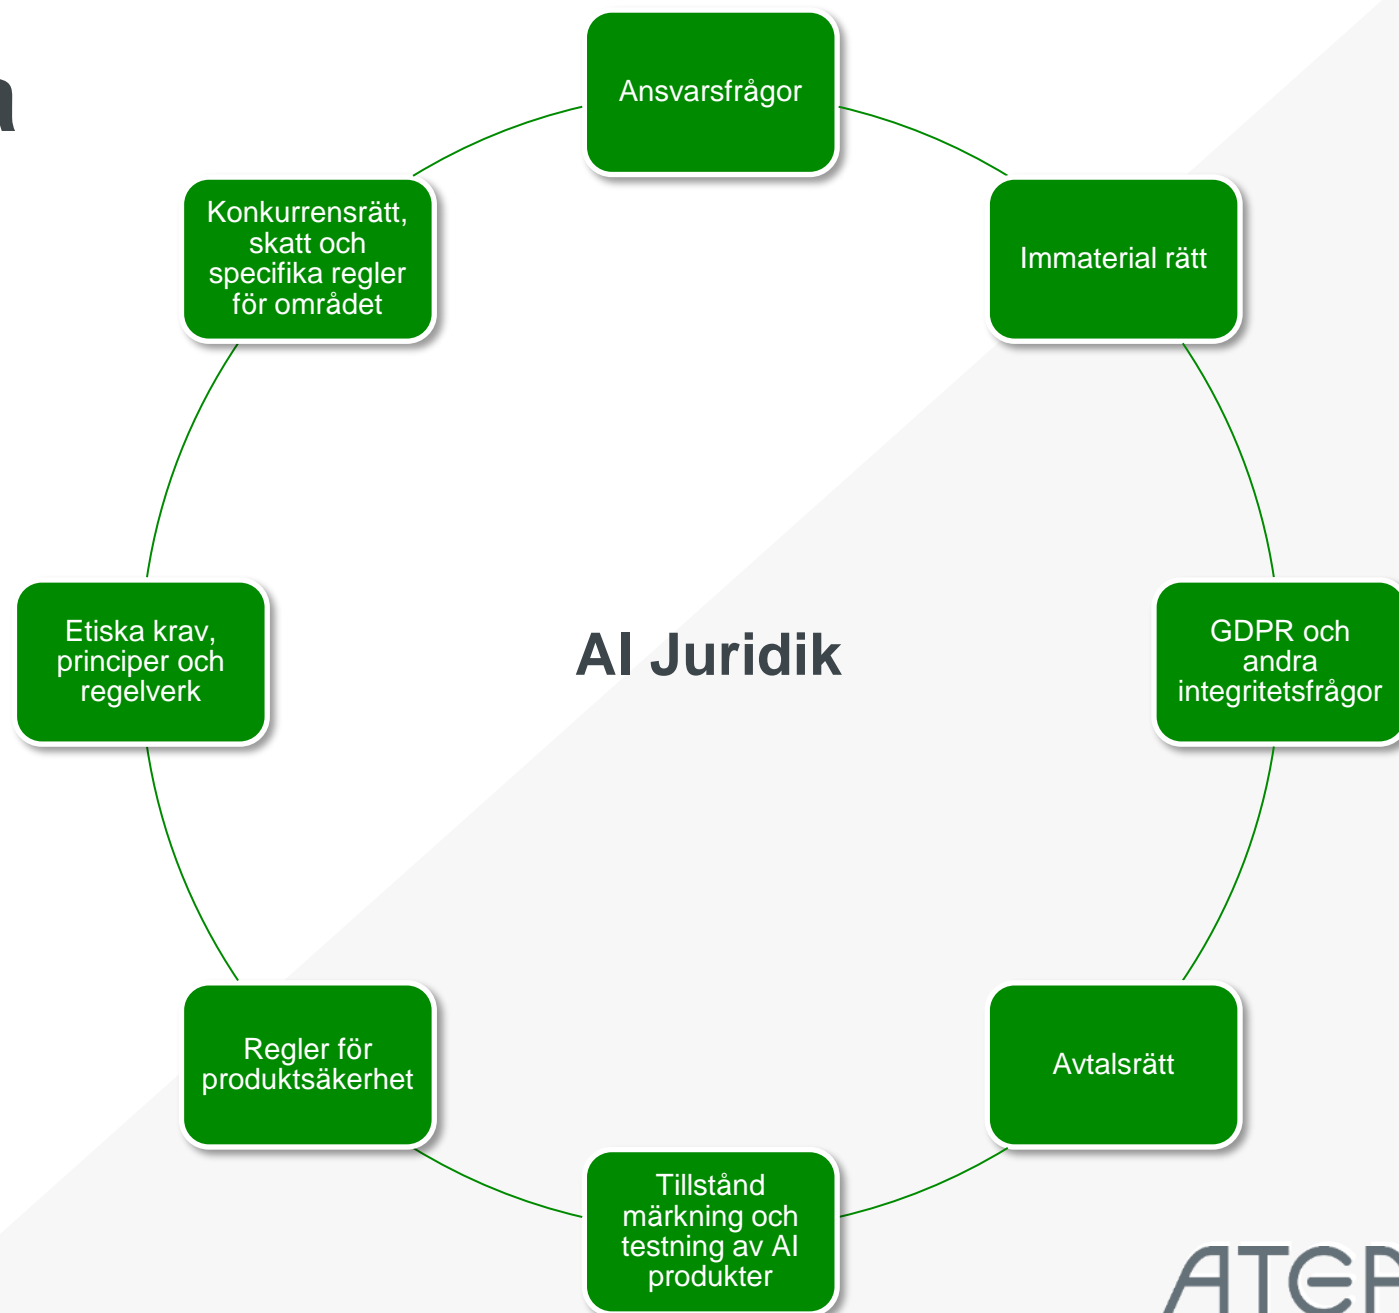 a
Ansvarsfrågor
Konkurrensrätt,
skatt och
specifika regler
för området
Immaterial rätt
Etiska krav,
principer och
regelverk
AI Juridik
GDPR och
andra
integritetsfrågor
Regler för
produktsäkerhet
Avtalsrätt
Tillstånd
märkning och
testning av AI
produkter